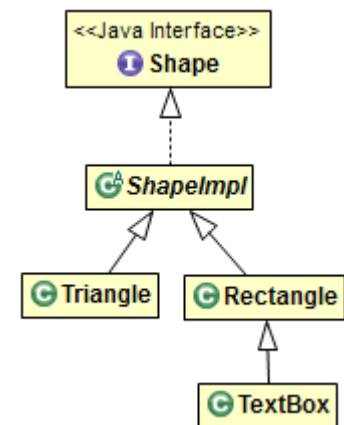 <<Java Interface>>
I Shape
C A ShapeImpl
C Triangle
C Rectangle
C TextBox